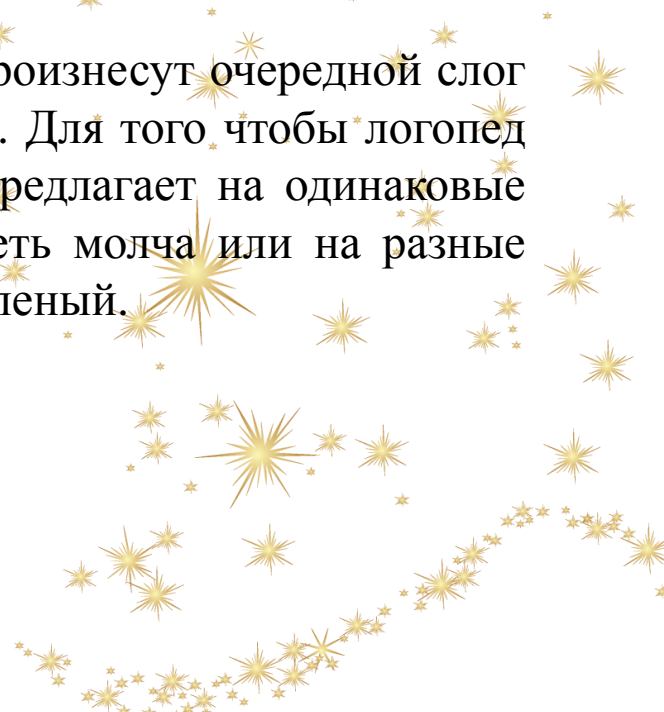 роизнесут очередной слог
. Для того чтобы логопед
редлагает на одинаковые
еть молча или на разные
леный.